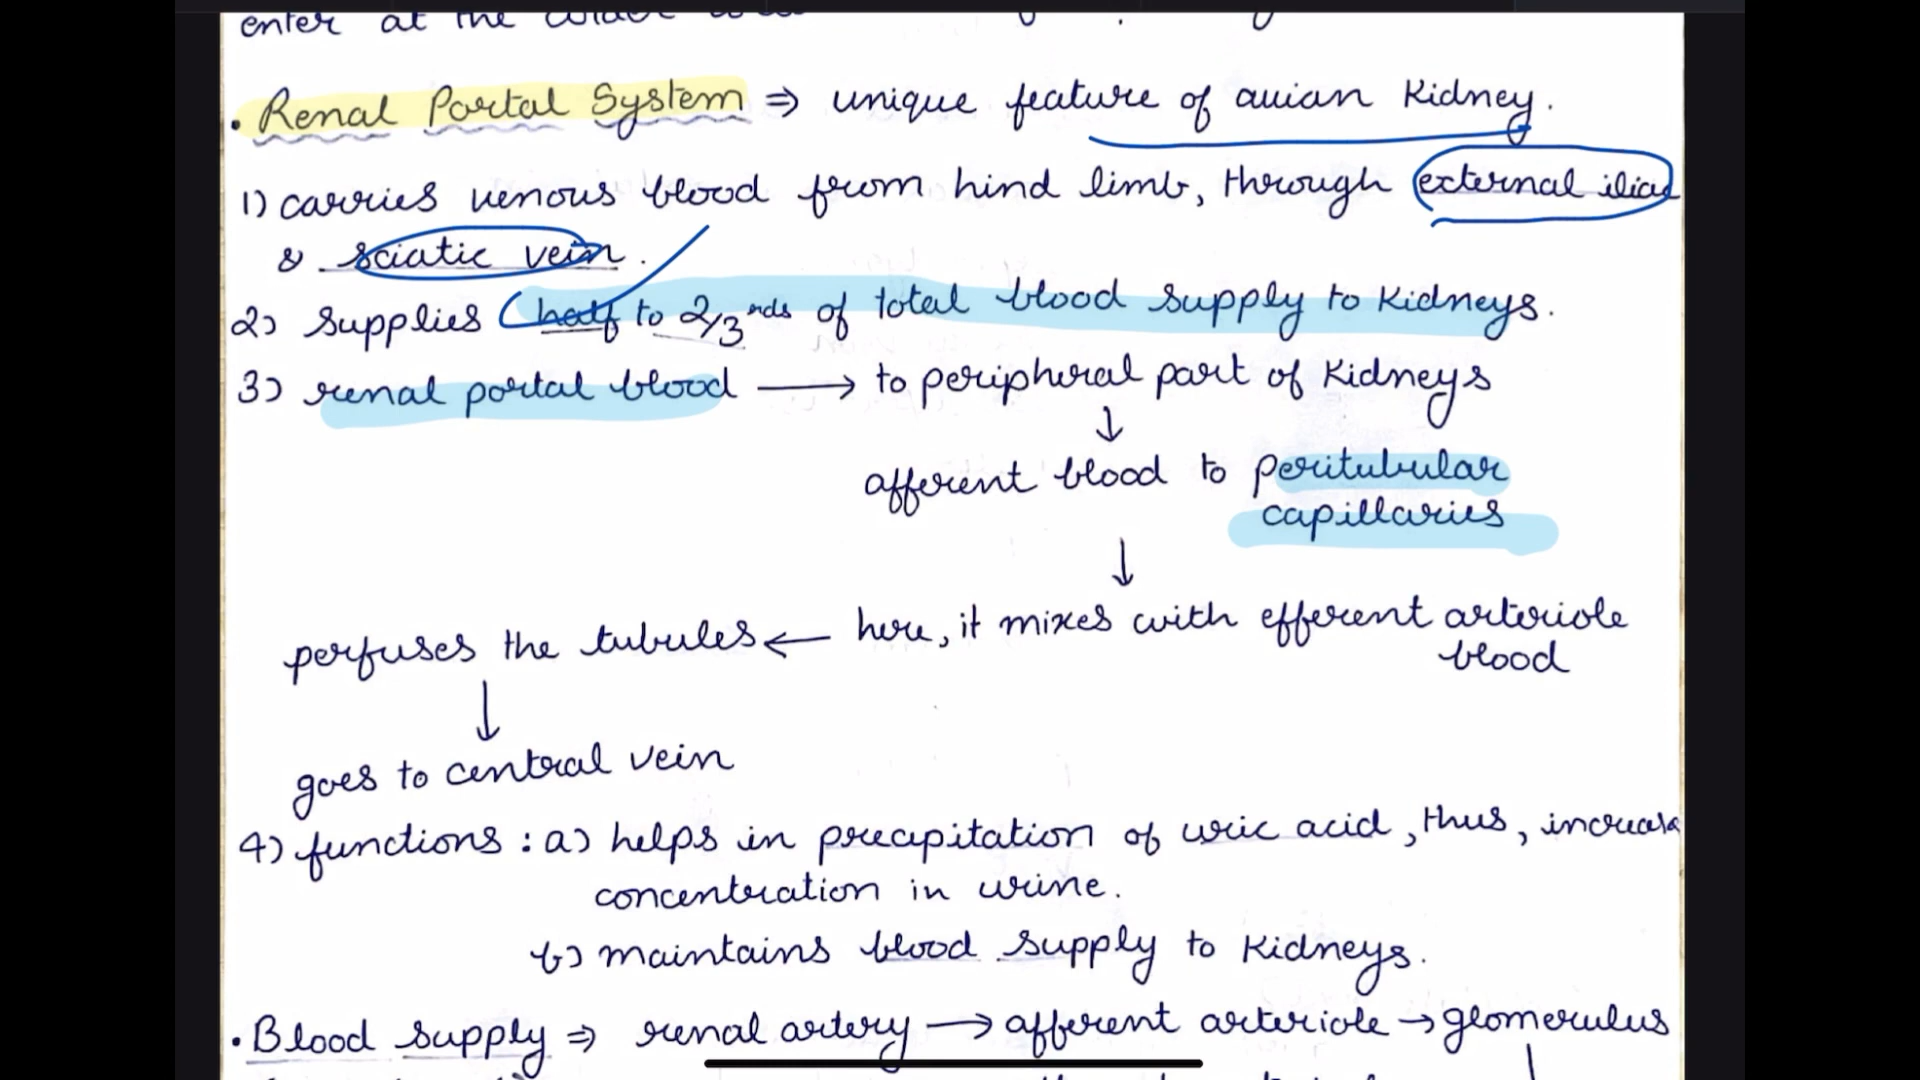 enter at the
• Renal Portal System ⇒ unique feature of avian Kidney.
1) carries venous blood from hind limb, through external iliac
& sciatic vein.
2) supplies half to 2/3rds of total blood supply to Kidneys.
3) renal portal blood → to peripheral part of Kidneys
↓
afferent blood to peritubular
capillaries
↓
perfuses the tubules ← here, it mixes with efferent arteriole
blood
↓
goes to central vein
4) functions : a) helps in precapitation of uric acid, thus, increase
concentration in urine.
b) maintains blood supply to Kidneys.
• Blood supply ⇒ renal artery → afferent arteriole → glomerulus